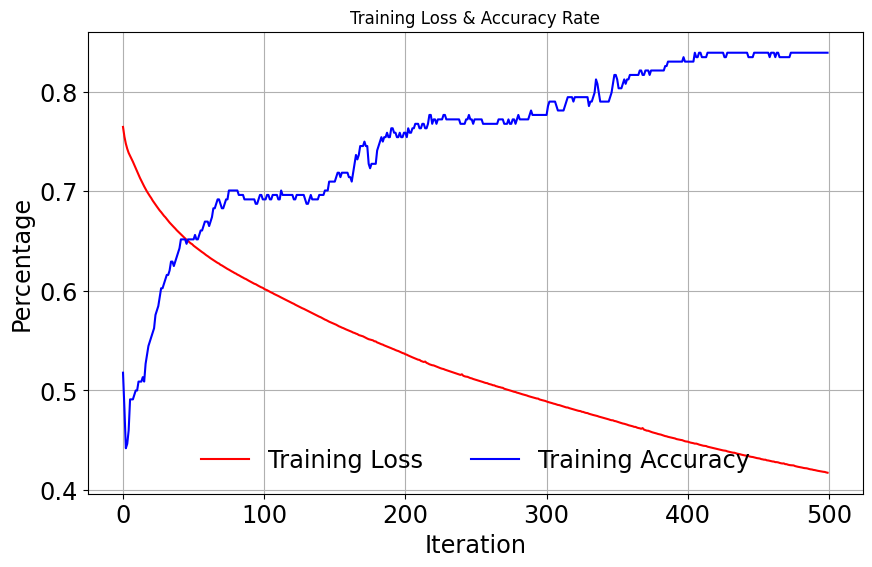 Training Loss & Accuracy Rate
0.8
0.7
0.6
0.5
0.4
Percentage
Training Loss
Training Accuracy
0 100 200 300 400 500
Iteration